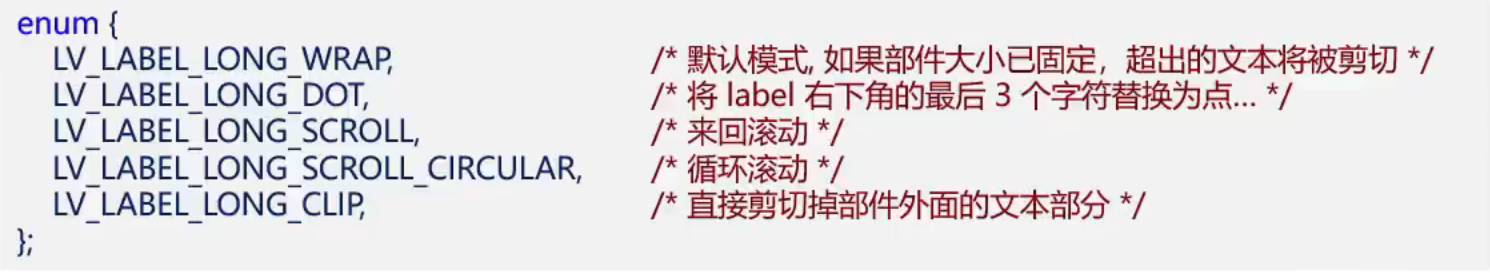 enum {
LV_LABEL_LONG_WRAP, /* 默认模式, 如果部件大小已固定，超出的文本将被剪切 */
LV_LABEL_LONG_DOT, /* 将 label 右下角的最后 3 个字符替换为点… */
LV_LABEL_LONG_SCROLL, /* 来回滚动 */
LV_LABEL_LONG_SCROLL_CIRCULAR, /* 循环滚动 */
LV_LABEL_LONG_CLIP, /* 直接剪切掉部件外面的文本部分 */
};